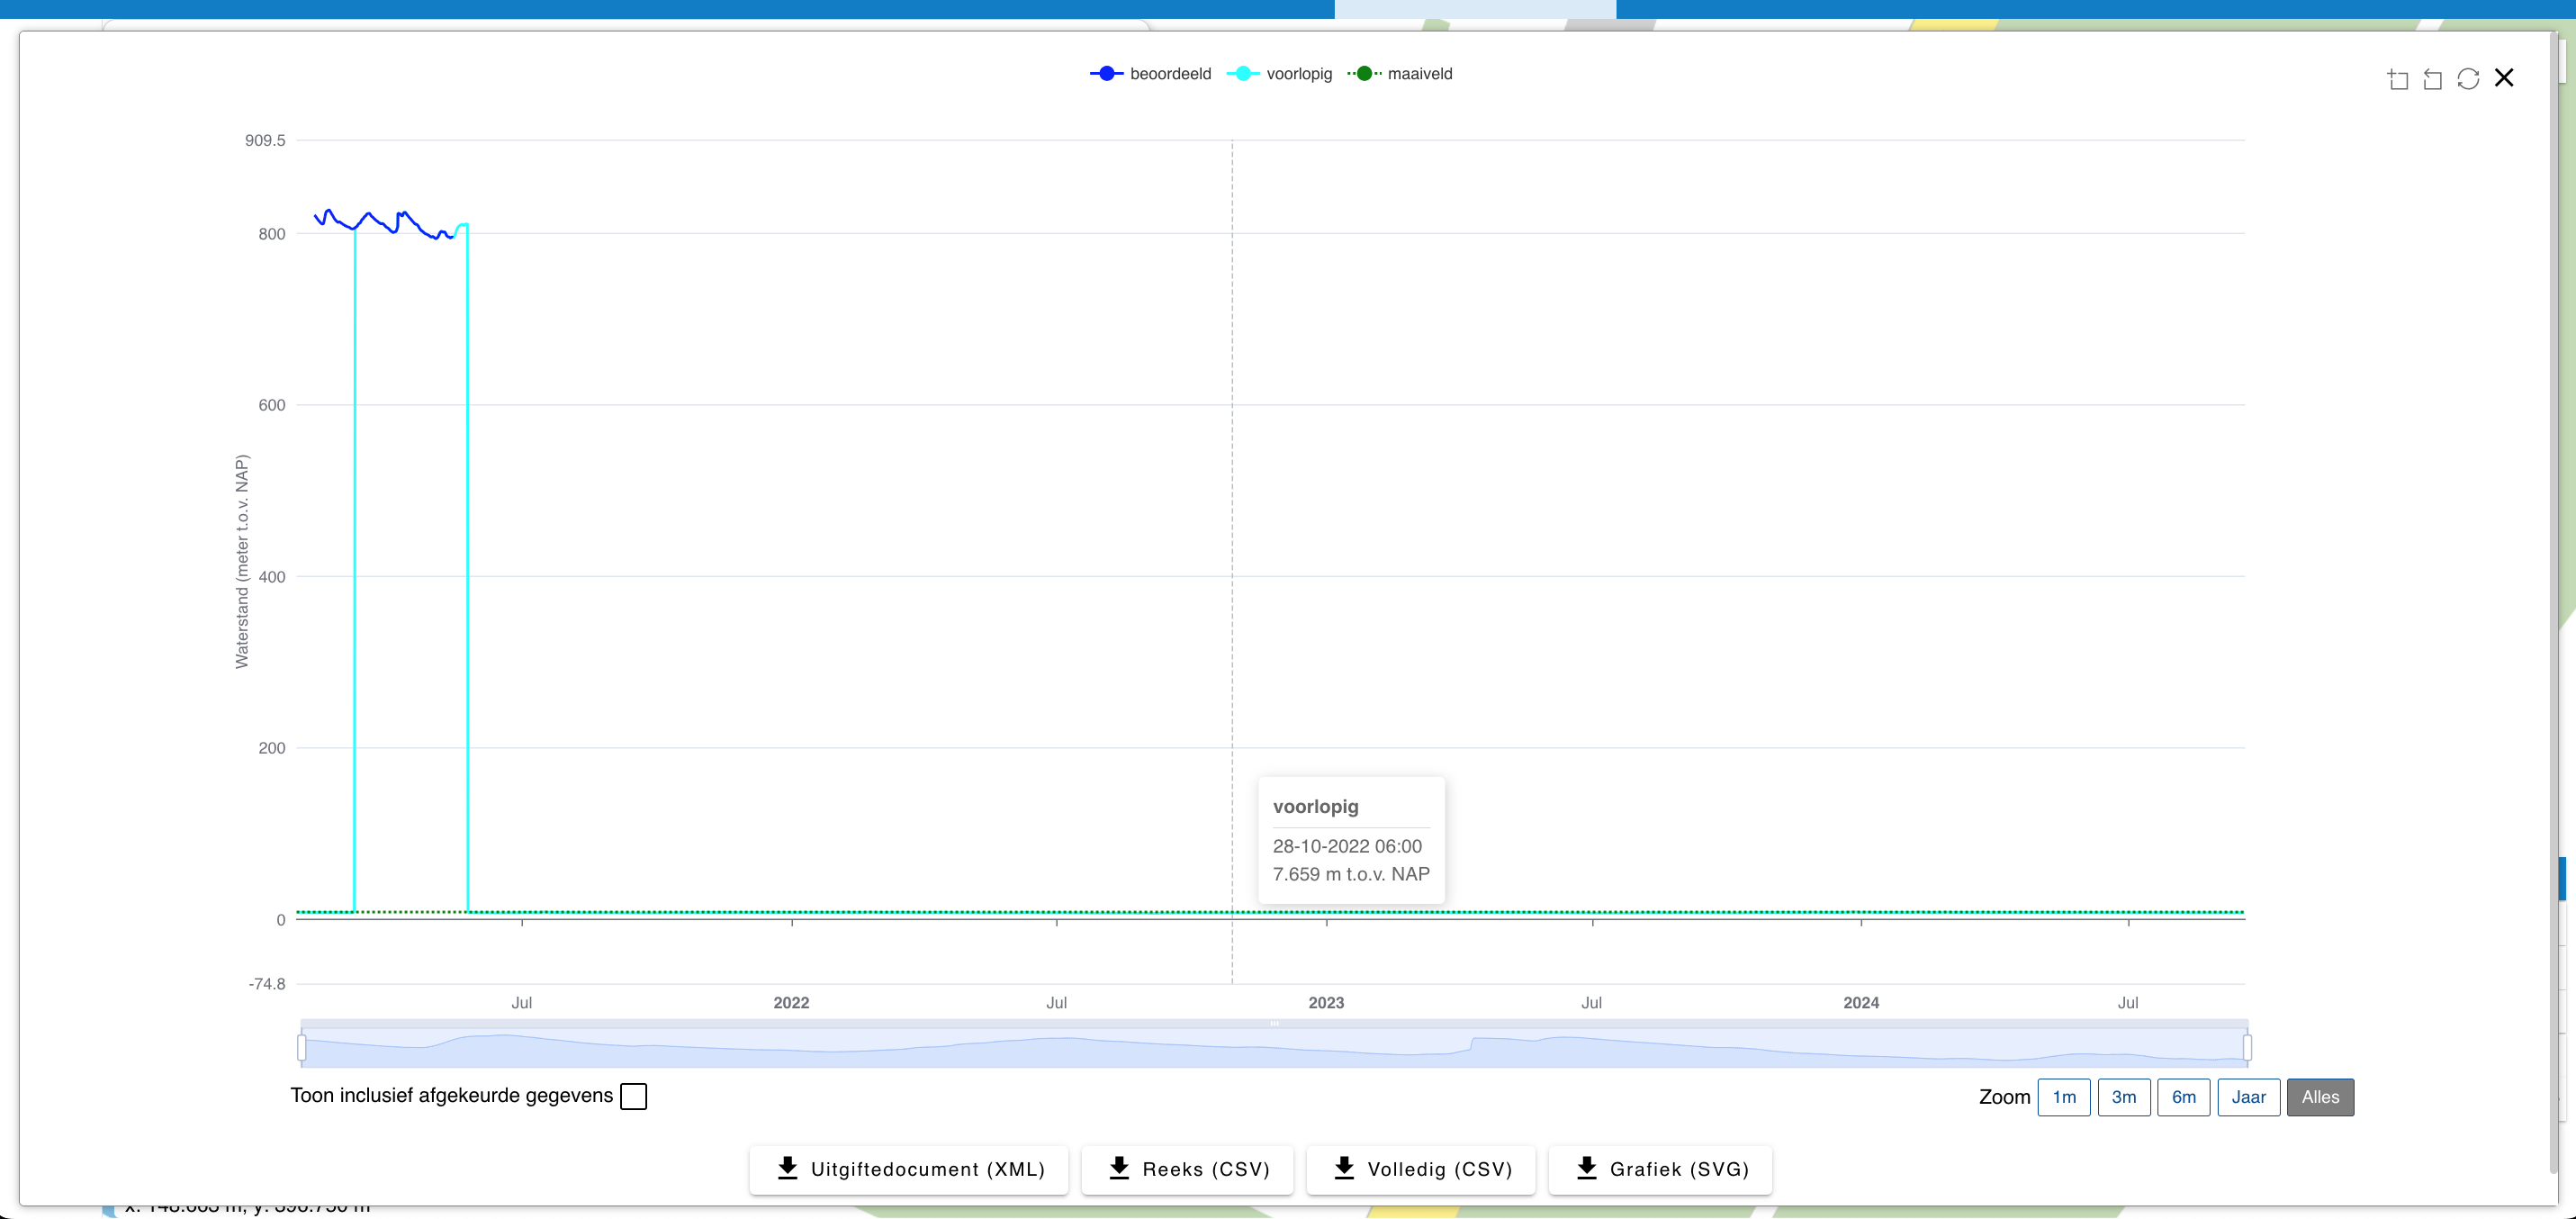 beoordeeld voorlopig maaiveld
909.5
800
600
400
200
0
-74.8
Waterstand (meter t.o.v. NAP)
voorlopig
28-10-2022 06:00
7.659 m t.o.v. NAP
Jul 2022 Jul 2023 Jul 2024 Jul
Toon inclusief afgekeurde gegevens
Zoom 1m 3m 6m Jaar Alles
Uitgiftedocument (XML) Reeks (CSV) Volledig (CSV) Grafiek (SVG)